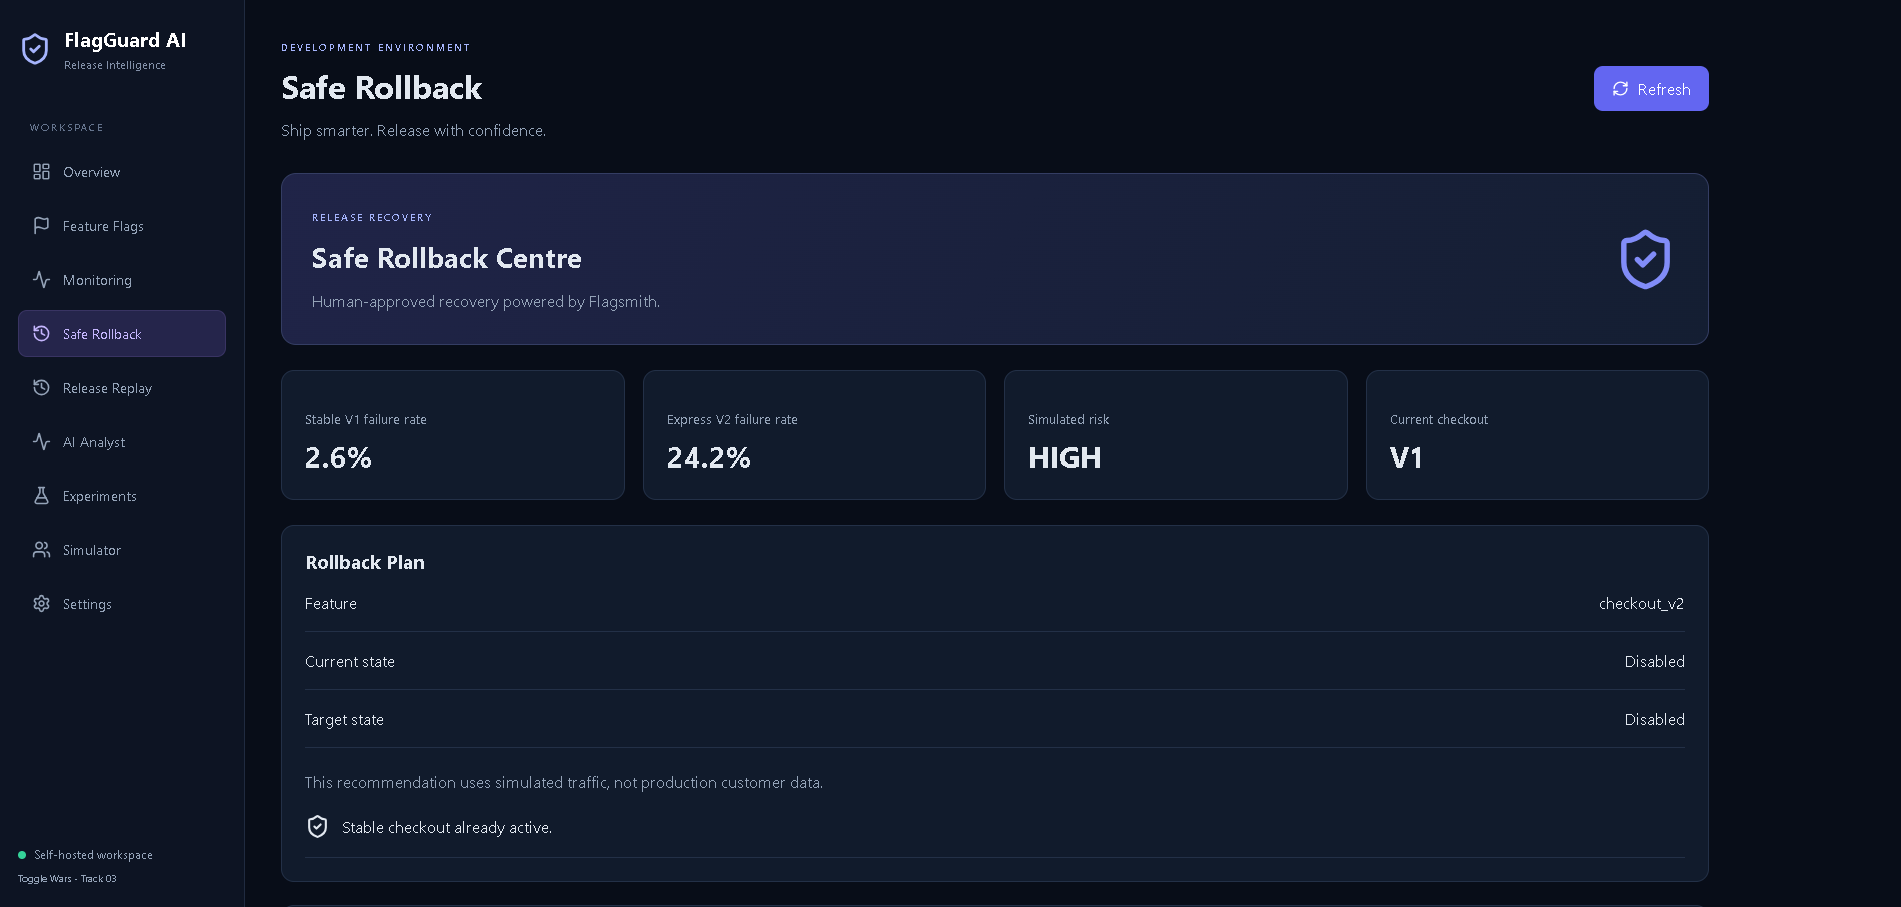 FlagGuard AI
Release Intelligence
WORKSPACE
Overview
Feature Flags
Monitoring
Safe Rollback
Release Replay
AI Analyst
Experiments
Simulator
Settings
Self-hosted workspace
Toggle Wars - Track 03
DEVELOPMENT ENVIRONMENT
Safe Rollback
Ship smarter. Release with confidence.
Refresh
RELEASE RECOVERY
Safe Rollback Centre
Human-approved recovery powered by Flagsmith.
Stable V1 failure rate
2.6%
Express V2 failure rate
24.2%
Simulated risk
HIGH
Current checkout
V1
Rollback Plan
Feature checkout_v2
Current state Disabled
Target state Disabled
This recommendation uses simulated traffic, not production customer data.
Stable checkout already active.